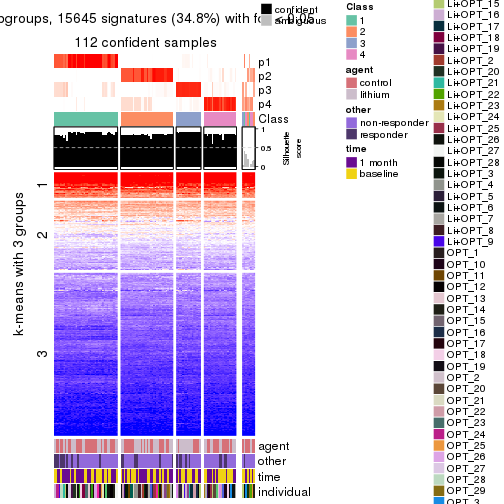 ogroups, 15645 signatures (34.8%) with f
112 confident samples
confident
ambiguous
p1
p2
p3
p4
Class
1
0.5
0
Silhouette
score
k-means with 3 groups
1
2
3
agent
other
time
individual
Class
1
2
3
4
agent
control
lithium
other
non-responder
responder
time
1 month
baseline
Li+OPT_15
Li+OPT_16
Li+OPT_17
Li+OPT_18
Li+OPT_19
Li+OPT_2
Li+OPT_20
Li+OPT_21
Li+OPT_22
Li+OPT_23
Li+OPT_24
Li+OPT_25
Li+OPT_26
Li+OPT_27
Li+OPT_28
Li+OPT_3
Li+OPT_4
Li+OPT_5
Li+OPT_6
Li+OPT_7
Li+OPT_8
Li+OPT_9
OPT_1
OPT_10
OPT_11
OPT_12
OPT_13
OPT_14
OPT_15
OPT_16
OPT_17
OPT_18
OPT_19
OPT_2
OPT_20
OPT_21
OPT_22
OPT_23
OPT_24
OPT_25
OPT_26
OPT_27
OPT_28
OPT_29